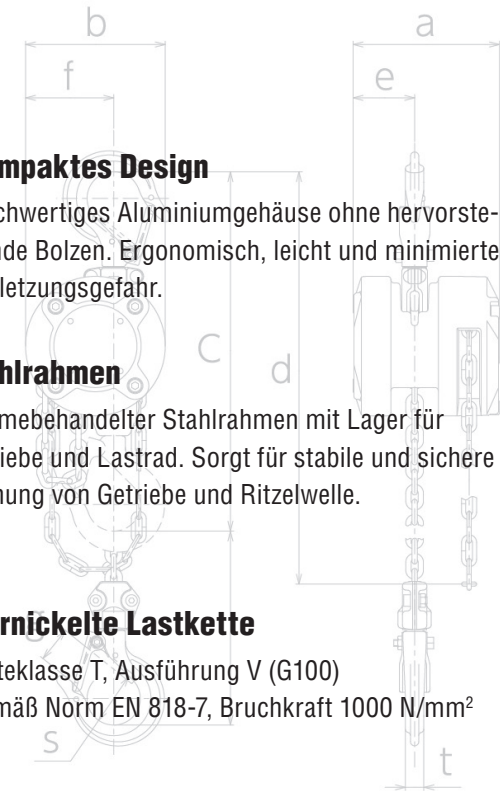 b
a
f
e
mpaktes Design
chwertiges Aluminiumgehäuse ohne hervorste-
nde Bolzen. Ergonomisch, leicht und minimierte
letzungsgefahr.
C
d
hlrahmen
mebehandelter Stahlrahmen mit Lager für
iebe und Lastrad. Sorgt für stabile und sichere
nung von Getriebe und Ritzelwelle.
rnickelte Lastkette
teklasse T, Ausführung V (G100)
mäß Norm EN 818-7, Bruchkraft 1000 N/mm²
s
t